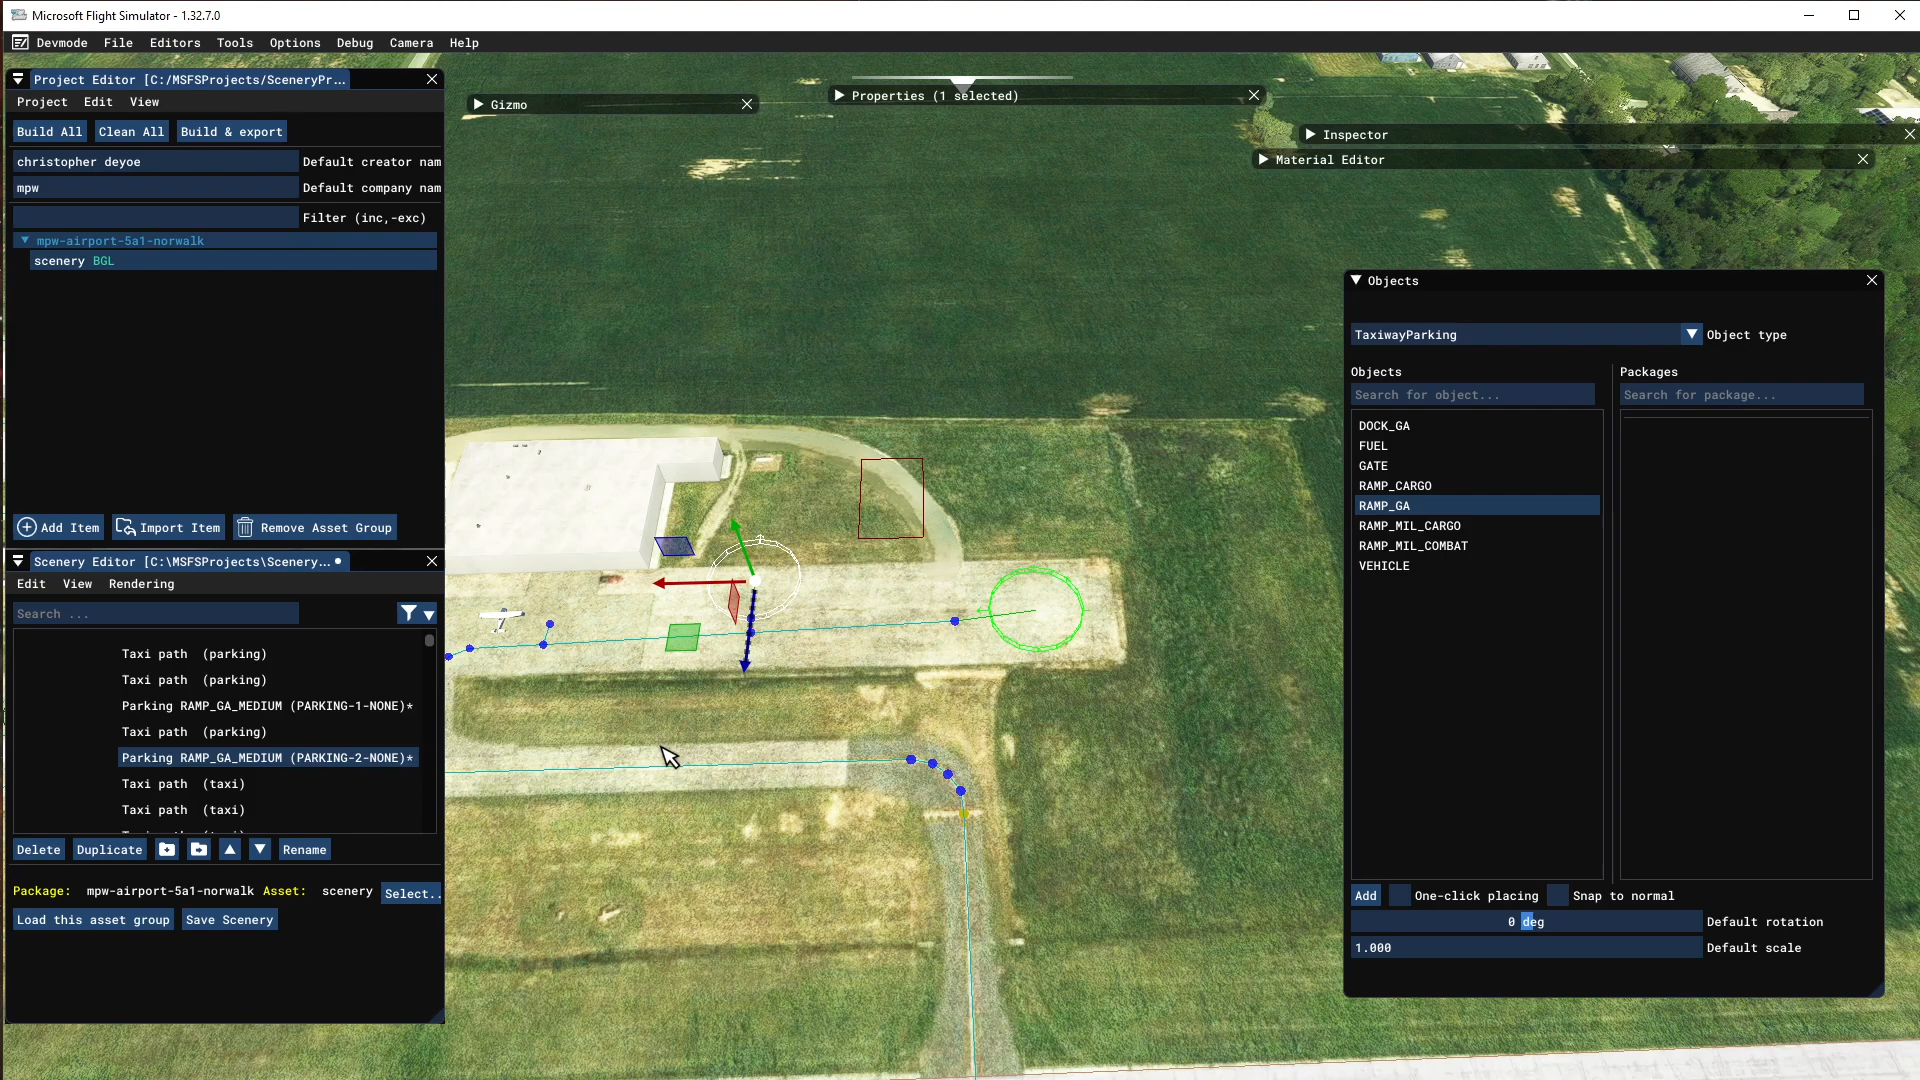 Microsoft Flight Simulator - 1.32.7.0
Devmode File Editors Tools Options Debug Camera Help
Project Editor [C:/MSFSProjects/SceneryPr...
Project Edit View
Build All Clean All Build & export
christopher deyoe Default creator nam
mpw Default company nam
Filter (inc,-exc)
mpw-airport-5a1-norwalk
scenery BGL
Add Item Import Item Remove Asset Group
Scenery Editor [C:\MSFSProjects\Scenery...
Edit View Rendering
Search ...
Taxi path (parking)
Taxi path (parking)
Parking RAMP_GA_MEDIUM (PARKING-1-NONE)*
Taxi path (parking)
Parking RAMP_GA_MEDIUM (PARKING-2-NONE)*
Taxi path (taxi)
Taxi path (taxi)
Delete Duplicate Rename
Package: mpw-airport-5a1-norwalk Asset: scenery Select..
Load this asset group Save Scenery
Gizmo
Properties (1 selected)
Inspector
Material Editor
Objects
TaxiwayParking Object type
Objects Packages
Search for object... Search for package...
DOCK_GA
FUEL
GATE
RAMP_CARGO
RAMP_GA
RAMP_MIL_CARGO
RAMP_MIL_COMBAT
VEHICLE
Add One-click placing Snap to normal
0 deg Default rotation
1.000 Default scale